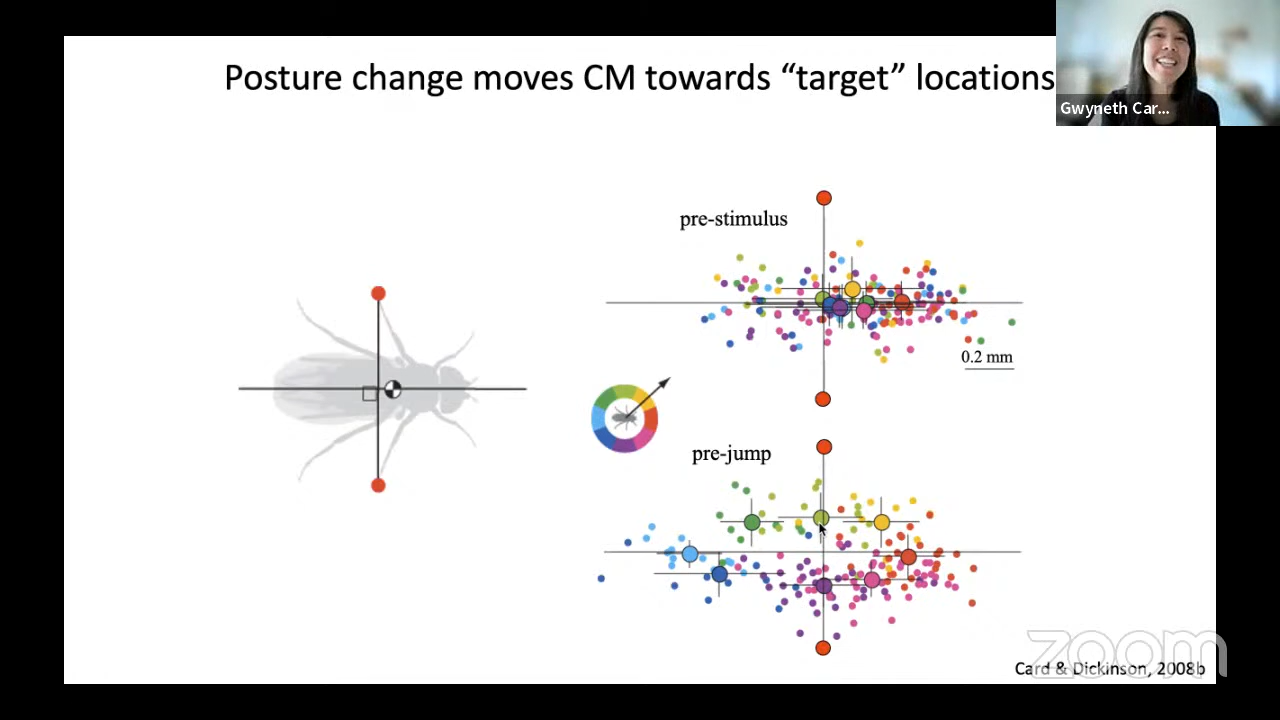 Posture change moves CM towards “target” locations
Gwyneth Car...
pre-stimulus
0.2 mm
pre-jump
zoom
Card & Dickinson, 2008b